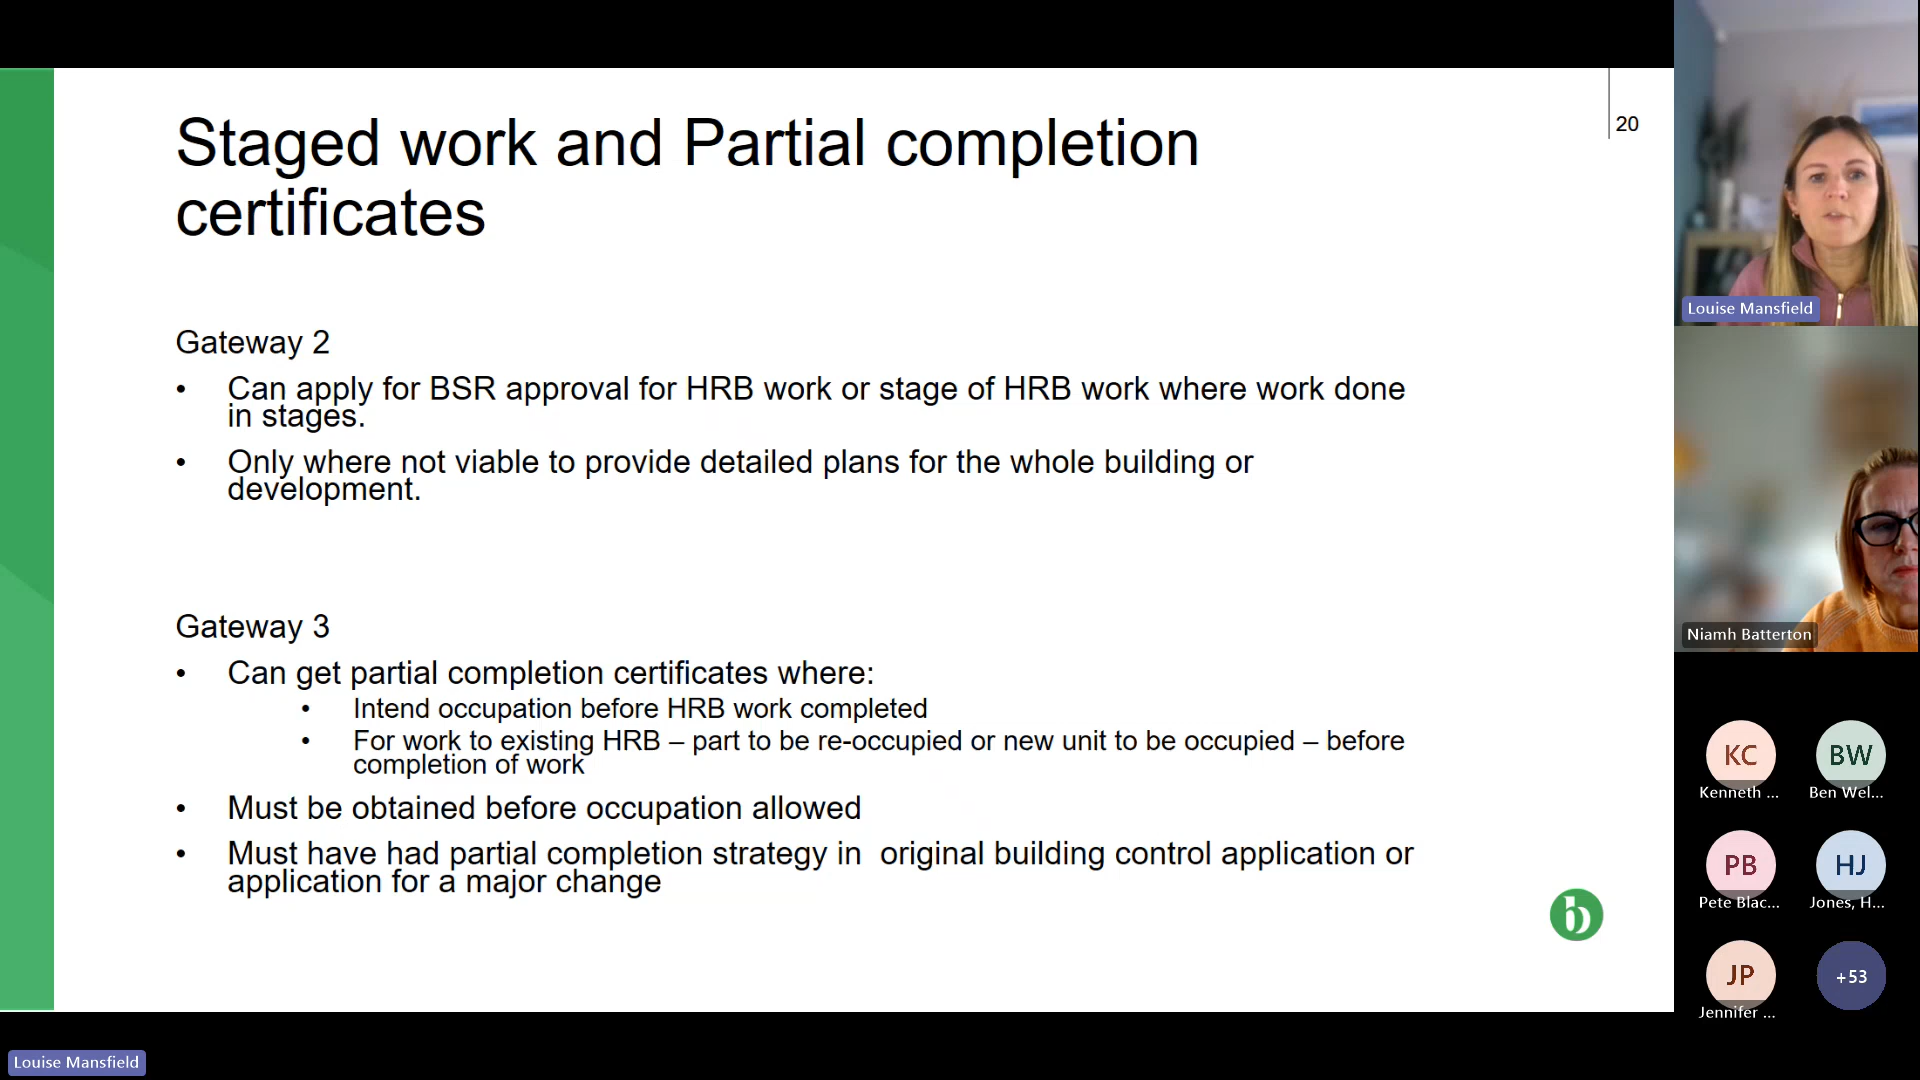 Staged work and Partial completion
certificates
20
Gateway 2
• Can apply for BSR approval for HRB work or stage of HRB work where work done
in stages.
• Only where not viable to provide detailed plans for the whole building or
development.
Gateway 3
• Can get partial completion certificates where:
• Intend occupation before HRB work completed
• For work to existing HRB – part to be re-occupied or new unit to be occupied – before
completion of work
• Must be obtained before occupation allowed
• Must have had partial completion strategy in  original building control application or
application for a major change
b
Louise Mansfield
Niamh Batterton
KC
Kenneth ...
BW
Ben Wel...
PB
Pete Blac...
HJ
Jones, H...
JP
Jennifer ...
+53
Louise Mansfield